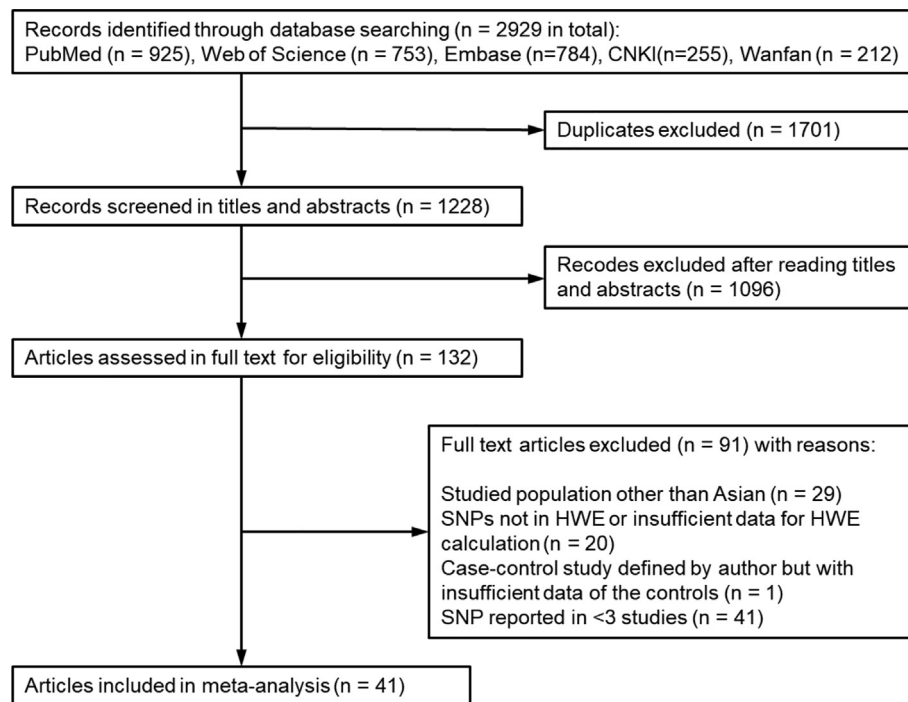 Records identified through database searching (n = 2929 in total):
PubMed (n = 925), Web of Science (n = 753), Embase (n=784), CNKI(n=255), Wanfan (n = 212)
Duplicates excluded (n = 1701)
Records screened in titles and abstracts (n = 1228)
Recodes excluded after reading titles
and abstracts (n = 1096)
Articles assessed in full text for eligibility (n = 132)
Full text articles excluded (n = 91) with reasons:
Studied population other than Asian (n = 29)
SNPs not in HWE or insufficient data for HWE
calculation (n = 20)
Case-control study defined by author but with
insufficient data of the controls (n = 1)
SNP reported in <3 studies (n = 41)
Articles included in meta-analysis (n = 41)